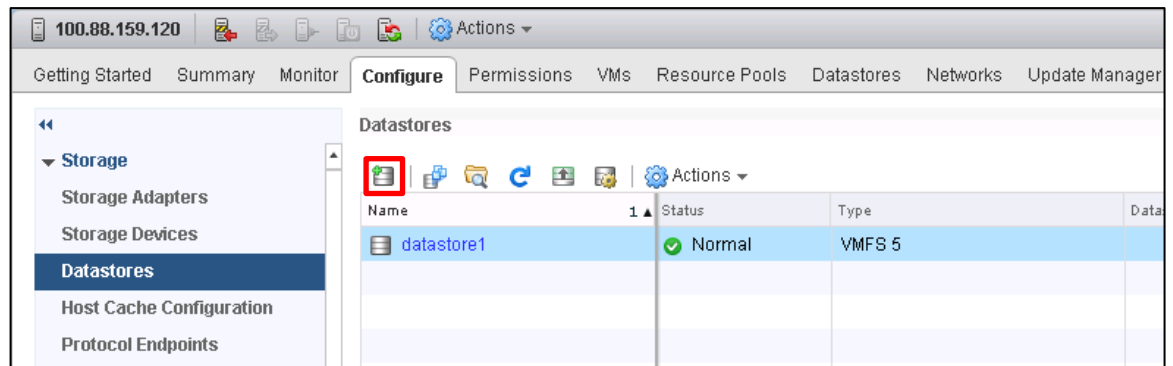 100.88.159.120 Actions
Getting Started Summary Monitor Configure Permissions VMs Resource Pools Datastores Networks Update Manager
Datastores
Storage
Actions
Storage Adapters
Name 1 Status Type Datas
Storage Devices
datastore1 Normal VMFS 5
Datastores
Host Cache Configuration
Protocol Endpoints